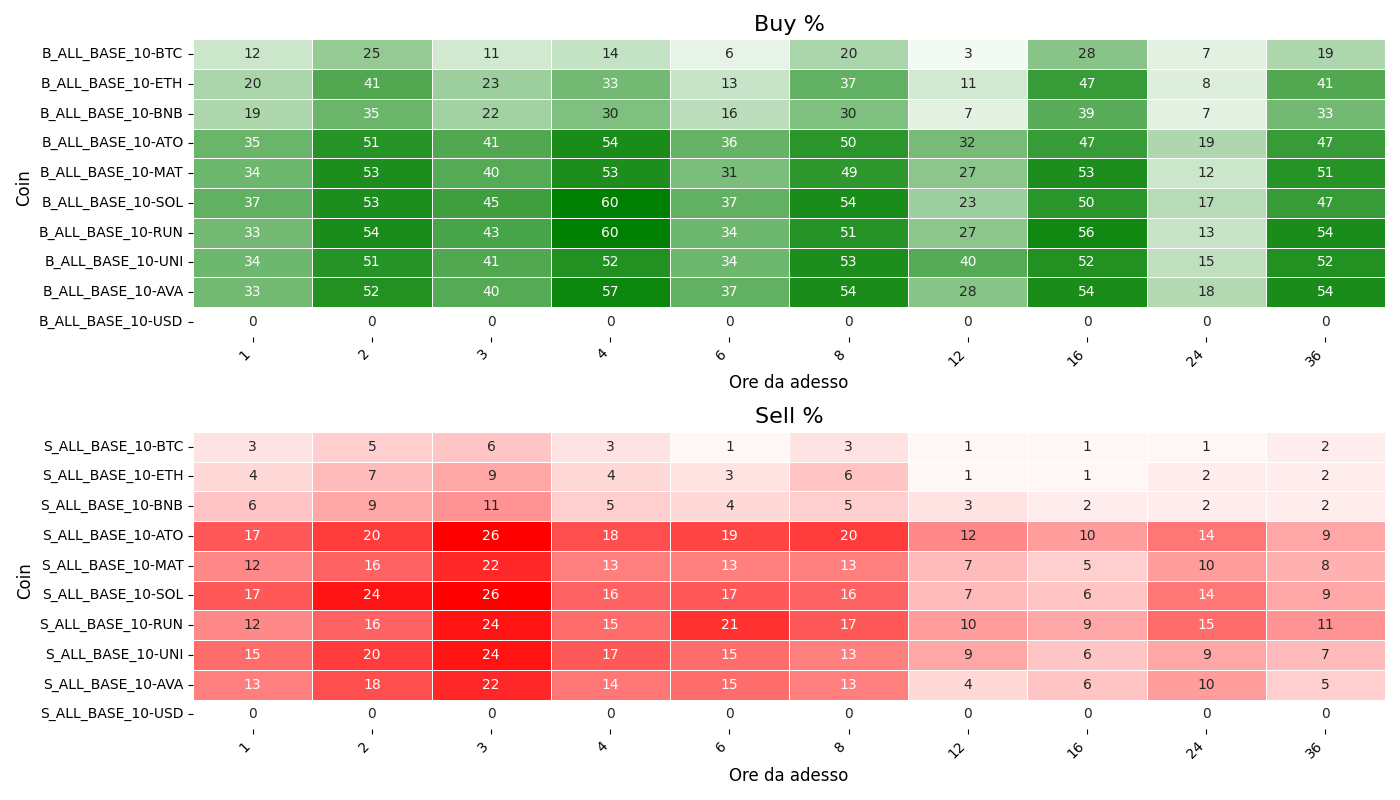 Buy %
Coin
B_ALL_BASE_10-BTC 12 25 11 14 6 20 3 28 7 19
B_ALL_BASE_10-ETH 20 41 23 33 13 37 11 47 8 41
B_ALL_BASE_10-BNB 19 35 22 30 16 30 7 39 7 33
B_ALL_BASE_10-ATO 35 51 41 54 36 50 32 47 19 47
B_ALL_BASE_10-MAT 34 53 40 53 31 49 27 53 12 51
B_ALL_BASE_10-SOL 37 53 45 60 37 54 23 50 17 47
B_ALL_BASE_10-RUN 33 54 43 60 34 51 27 56 13 54
B_ALL_BASE_10-UNI 34 51 41 52 34 53 40 52 15 52
B_ALL_BASE_10-AVA 33 52 40 57 37 54 28 54 18 54
B_ALL_BASE_10-USD 0 0 0 0 0 0 0 0 0 0
1 2 3 4 6 8 12 16 24 36
Ore da adesso
Sell %
Coin
S_ALL_BASE_10-BTC 3 5 6 3 1 3 1 1 1 2
S_ALL_BASE_10-ETH 4 7 9 4 3 6 1 1 2 2
S_ALL_BASE_10-BNB 6 9 11 5 4 5 3 2 2 2
S_ALL_BASE_10-ATO 17 20 26 18 19 20 12 10 14 9
S_ALL_BASE_10-MAT 12 16 22 13 13 13 7 5 10 8
S_ALL_BASE_10-SOL 17 24 26 16 17 16 7 6 14 9
S_ALL_BASE_10-RUN 12 16 24 15 21 17 10 9 15 11
S_ALL_BASE_10-UNI 15 20 24 17 15 13 9 6 9 7
S_ALL_BASE_10-AVA 13 18 22 14 15 13 4 6 10 5
S_ALL_BASE_10-USD 0 0 0 0 0 0 0 0 0 0
1 2 3 4 6 8 12 16 24 36
Ore da adesso